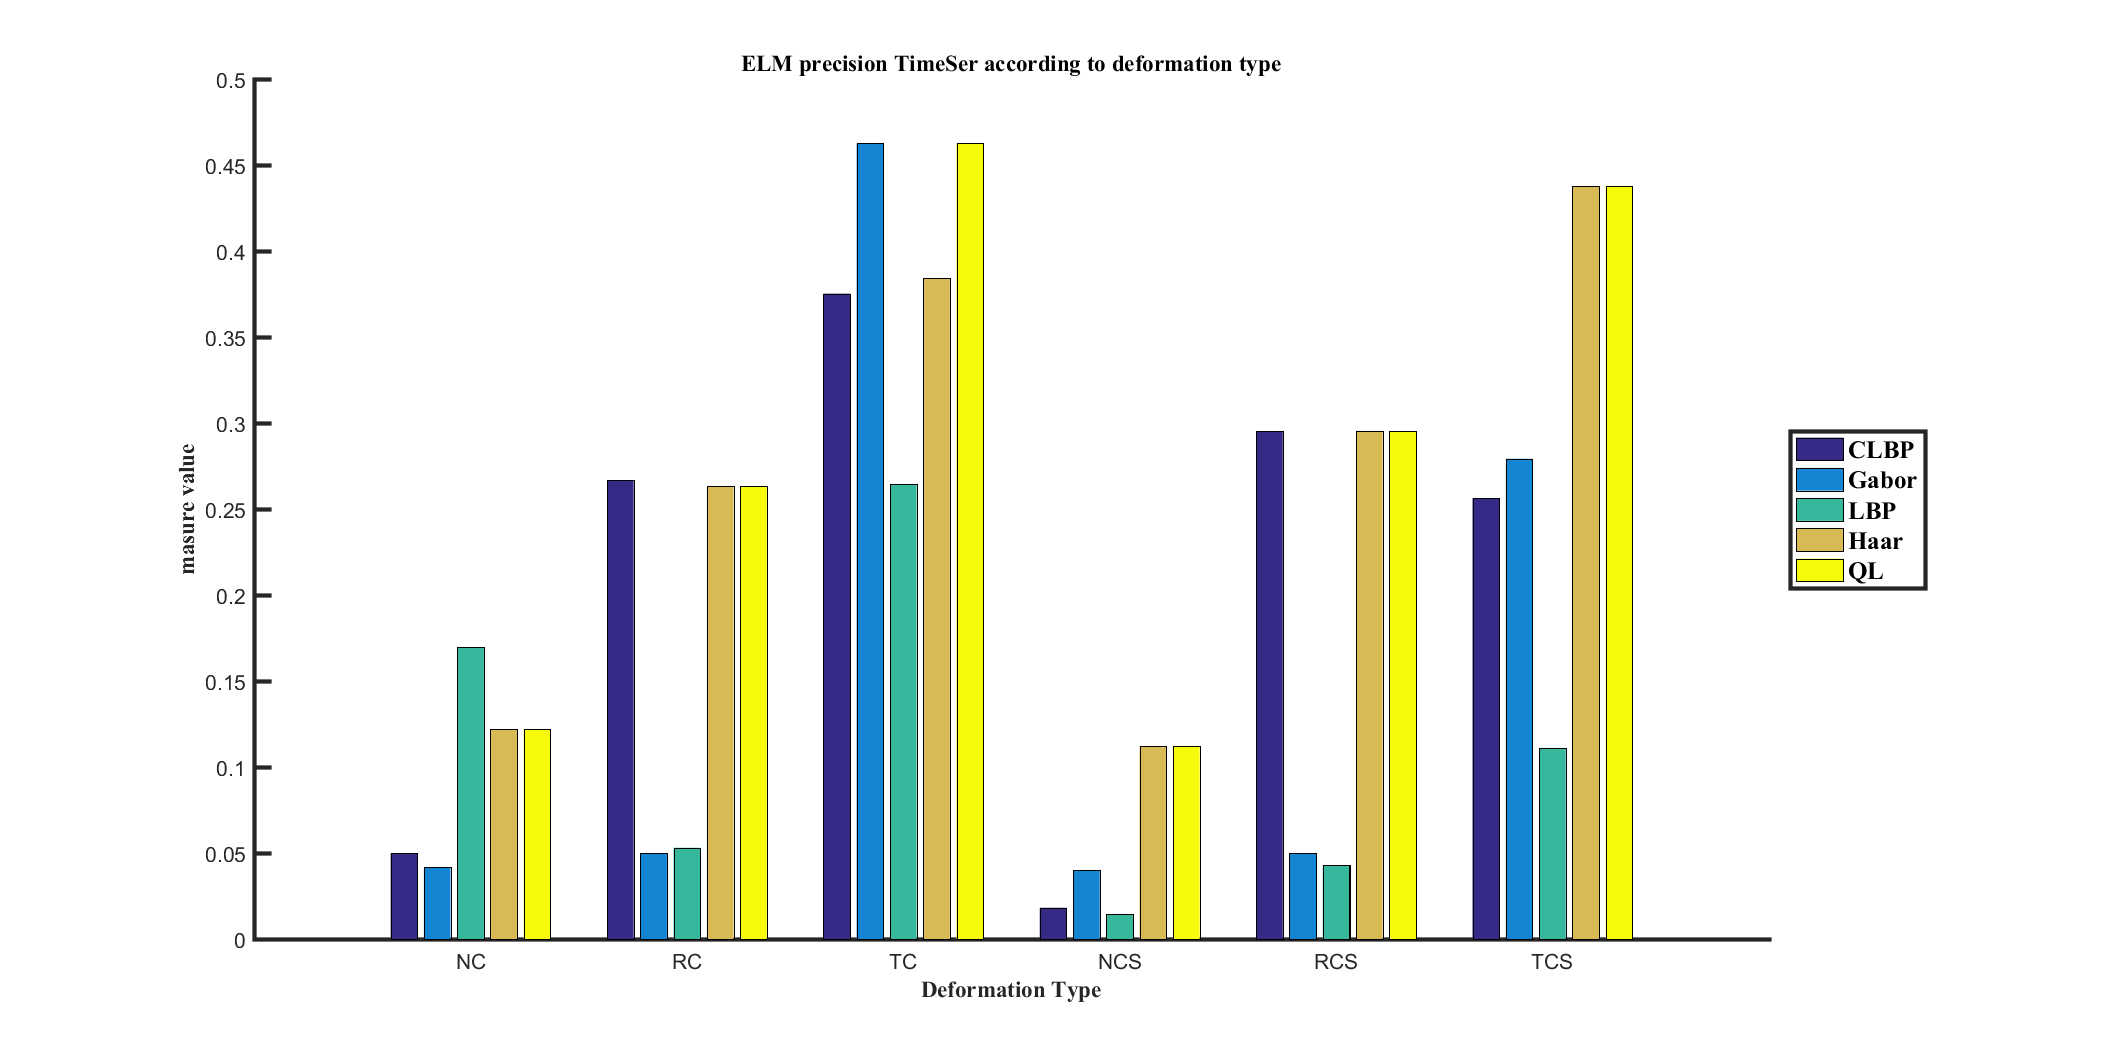 ELM precision TimeSer according to deformation type
0.5
0.45
0.4
0.35
0.3
0.25
0.2
0.15
0.1
0.05
0
masure value
NC RC TC NCS RCS TCS
Deformation Type
CLBP
Gabor
LBP
Haar
QL